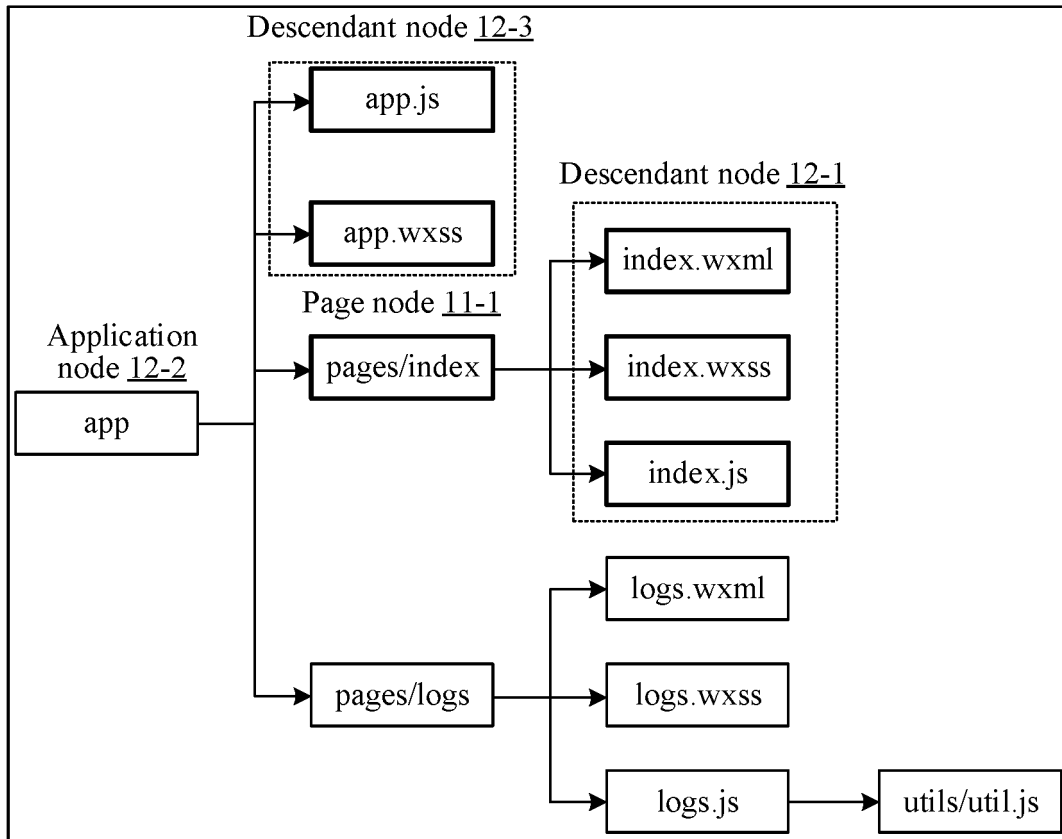 Descendant node 12-3
app.js
app.wxss
Descendant node 12-1
index.wxml
index.wxss
index.js
Page node 11-1
pages/index
Application
node 12-2
app
pages/logs
logs.wxml
logs.wxss
logs.js
utils/util.js